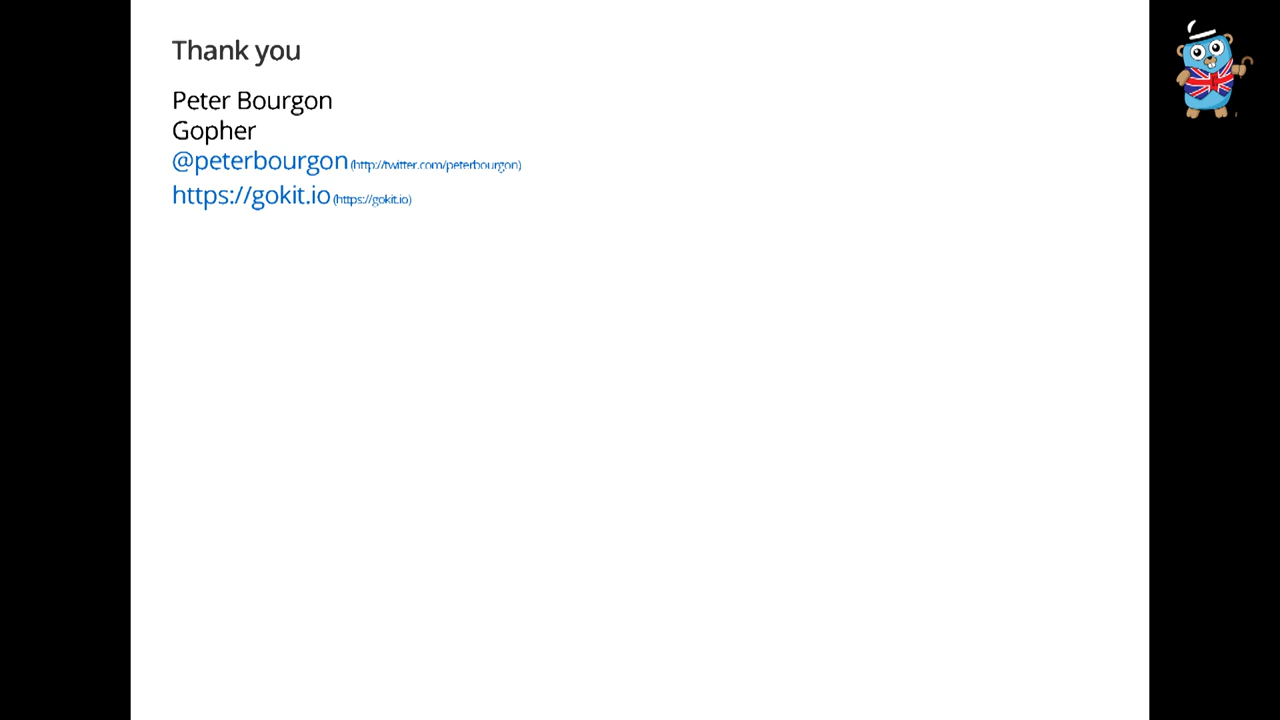 Thank you
Peter Bourgon
Gopher
@peterbourgon (http://twitter.com/peterbourgon)
https://gokit.io (https://gokit.io)